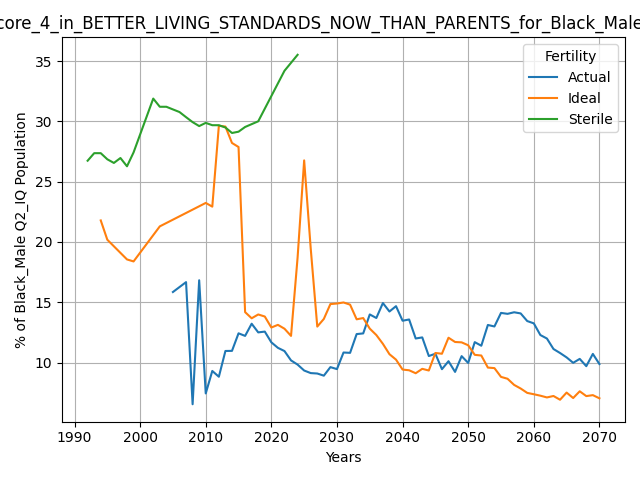 core_4_in_BETTER_LIVING_STANDARDS_NOW_THAN_PARENTS_for_Black_Male
Fertility
Actual
Ideal
Sterile
% of Black_Male Q2_IQ Population
35
30
25
20
15
10
1990 2000 2010 2020 2030 2040 2050 2060 2070
Years